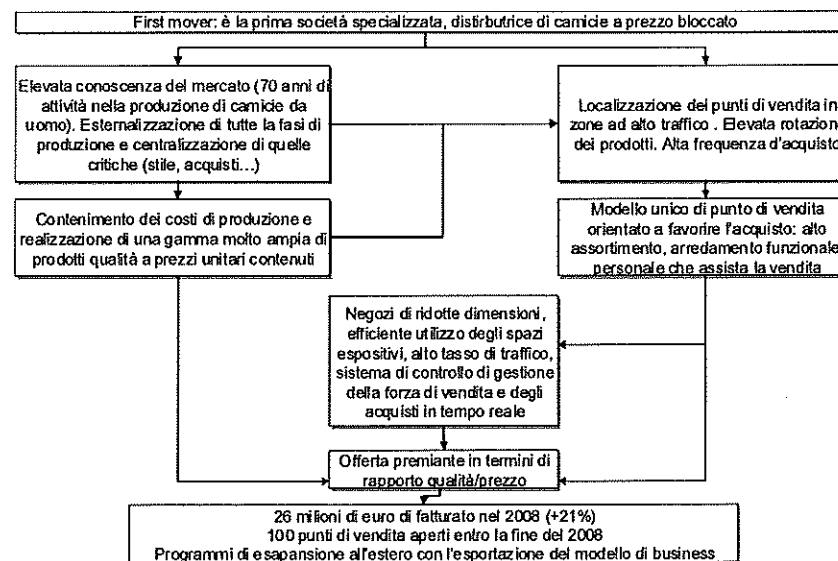 First mover: è la prima società specializzata, distirbutrice di camicie a prezzo bloccato
Elevata conoscenza del mercato (70 anni di
attività nella produzione di camicie da
uomo). Esternalizzazione di tutte la fasi di
produzione e centralizzazione di quelle
critiche (stile, acquisti...)
Localizzazione dei punti di vendita in
zone ad alto traffico . Elevata rotazione
dei prodotti. Alta frequenza d'acquisto
Contenimento dei costi di produzione e
realizzazione di una gamma molto ampia di
prodotti qualità a prezzi unitari contenuti
Modello unico di punto di vendita
orientato a favorire l'acquisto: alto
assortimento, arredamento funzionale
personale che assista la vendita
Negozi di ridotte dimensioni,
efficiente utilizzo degli spazi
espositivi, alto tasso di traffico,
sistema di controllo di gestione
della forza di vendita e degli
acquisti in tempo reale
Offerta premiante in termini di
rapporto qualità/prezzo
26 milioni di euro di fatturato nel 2008 (+21%)
100 punti di vendita aperti entro la fine del 2008
Programmi di esapansione all'estero con l'esportazione del modello di business